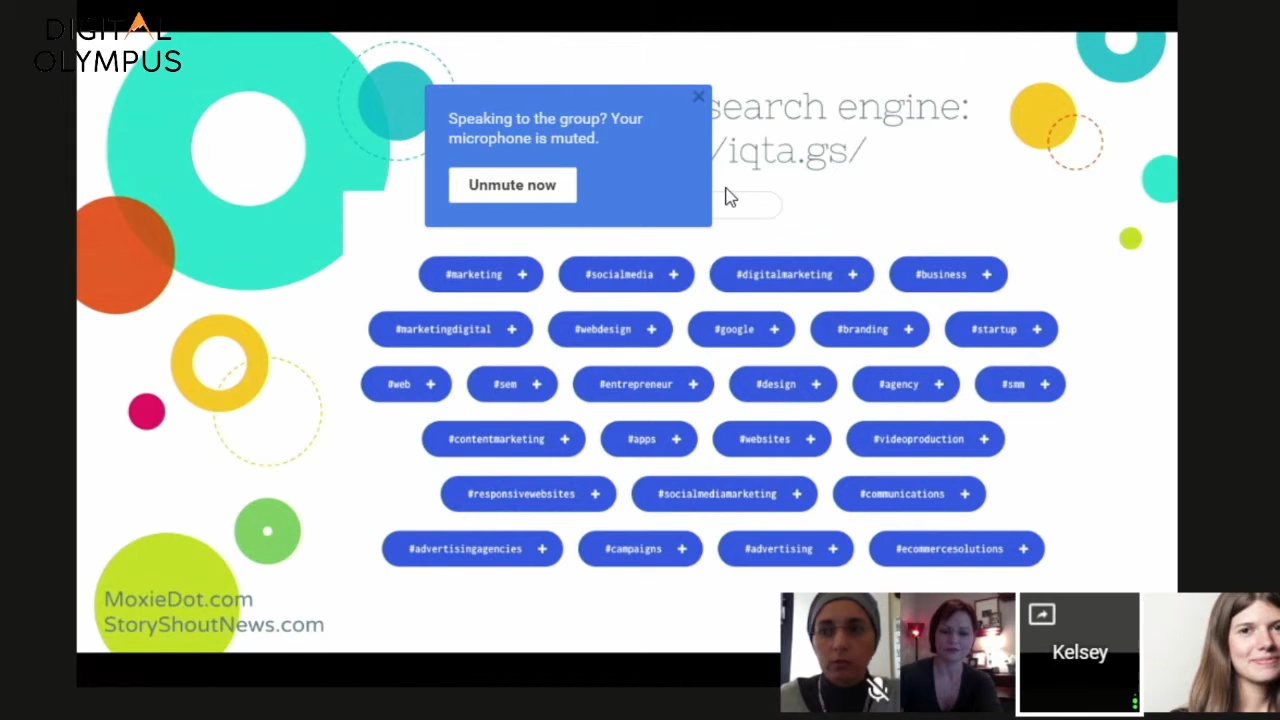 DIGITAL
OLYMPUS
search engine:
/iqta.gs/
Speaking to the group? Your
microphone is muted.
Unmute now
#marketing +
#socialmedia +
#digitalmarketing +
#business +
#marketingdigital +
#webdesign +
#google +
#branding +
#startup +
#web +
#sem +
#entrepreneur +
#design +
#agency +
#smm +
#contentmarketing +
#apps +
#websites +
#videoproduction +
#responsivewebsites +
#socialmediamarketing +
#communications +
#advertisingagencies +
#campaigns +
#advertising +
#ecommercesolutions +
MoxieDot.com
StoryShoutNews.com
Kelsey